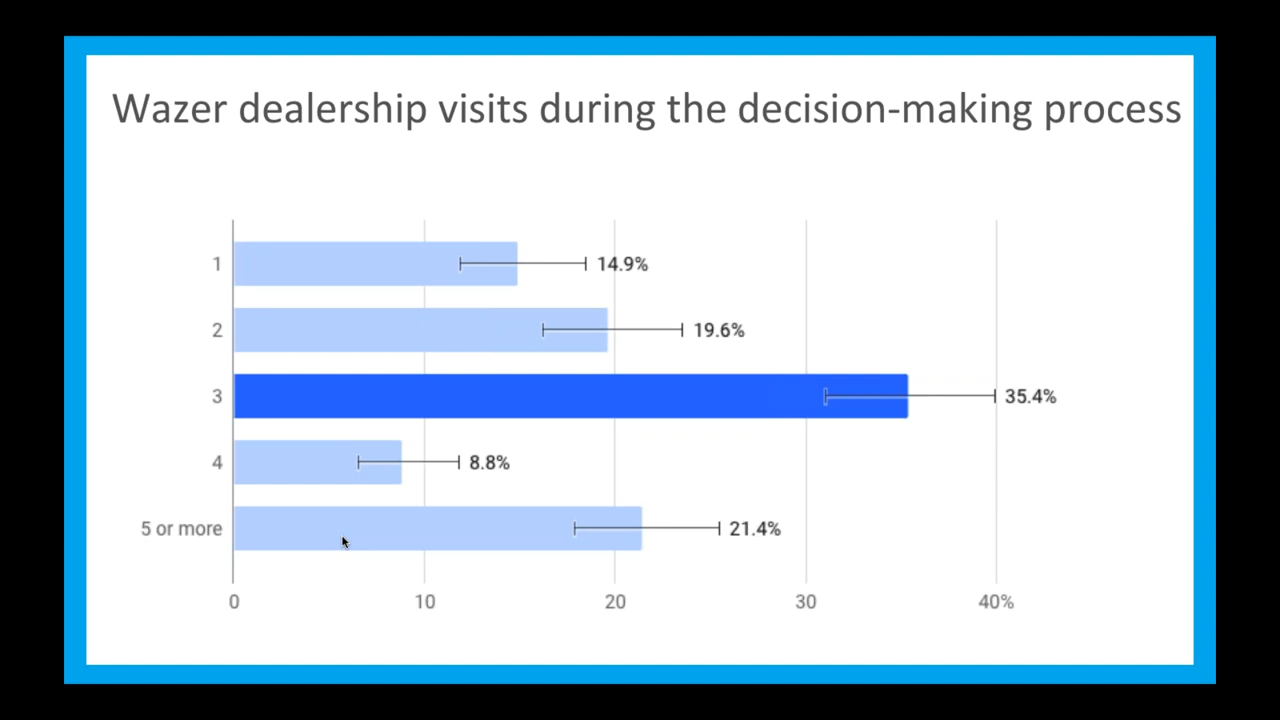 Wazer dealership visits during the decision-making process
1 14.9%
2 19.6%
3 35.4%
4 8.8%
5 or more 21.4%
0 10 20 30 40%